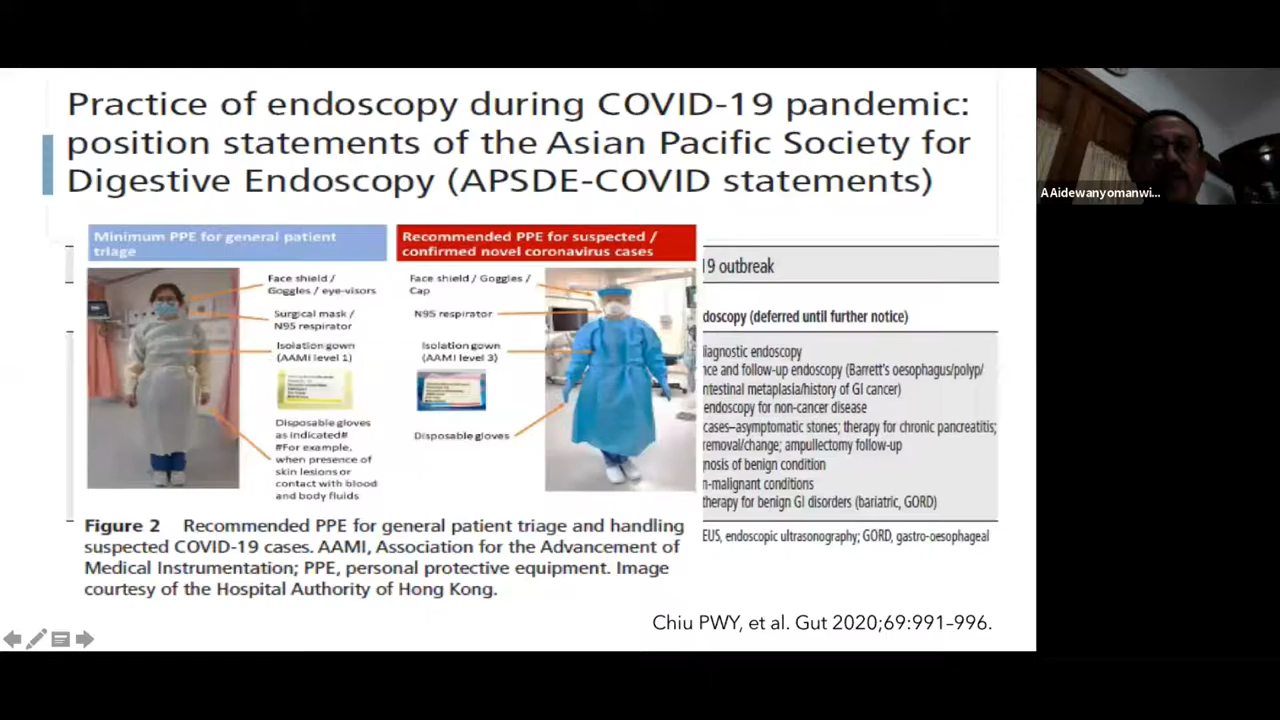 Practice of endoscopy during COVID-19 pandemic:
position statements of the Asian Pacific Society for
Digestive Endoscopy (APSDE-COVID statements)
A Aidewanyomanwi...
Minimum PPE for general patient
triage
Face shield /
Goggles / eye-visors
Surgical mask /
N95 respirator
Isolation gown
(AAMI level 1)
Disposable gloves
as indicated#
#For example,
when presence of
skin lesions or
contact with blood
and body fluids
Recommended PPE for suspected /
confirmed novel coronavirus cases
Face shield / Goggles /
Cap
N95 respirator
Isolation gown
(AAMI level 3)
Disposable gloves
19 outbreak
doscopy (deferred until further notice)
iagnostic endoscopy
nce and follow-up endoscopy (Barrett's oesophagus/polyp/
ntestinal metaplasia/history of GI cancer)
endoscopy for non-cancer disease
cases–asymptomatic stones; therapy for chronic pancreatitis;
removal/change; ampullectomy follow-up
gnosis of benign condition
n-malignant conditions
therapy for benign GI disorders (bariatric, GORD)
EUS, endoscopic ultrasonography; GORD, gastro-oesophageal
Figure 2 Recommended PPE for general patient triage and handling
suspected COVID-19 cases. AAMI, Association for the Advancement of
Medical Instrumentation; PPE, personal protective equipment. Image
courtesy of the Hospital Authority of Hong Kong.
Chiu PWY, et al. Gut 2020;69:991–996.